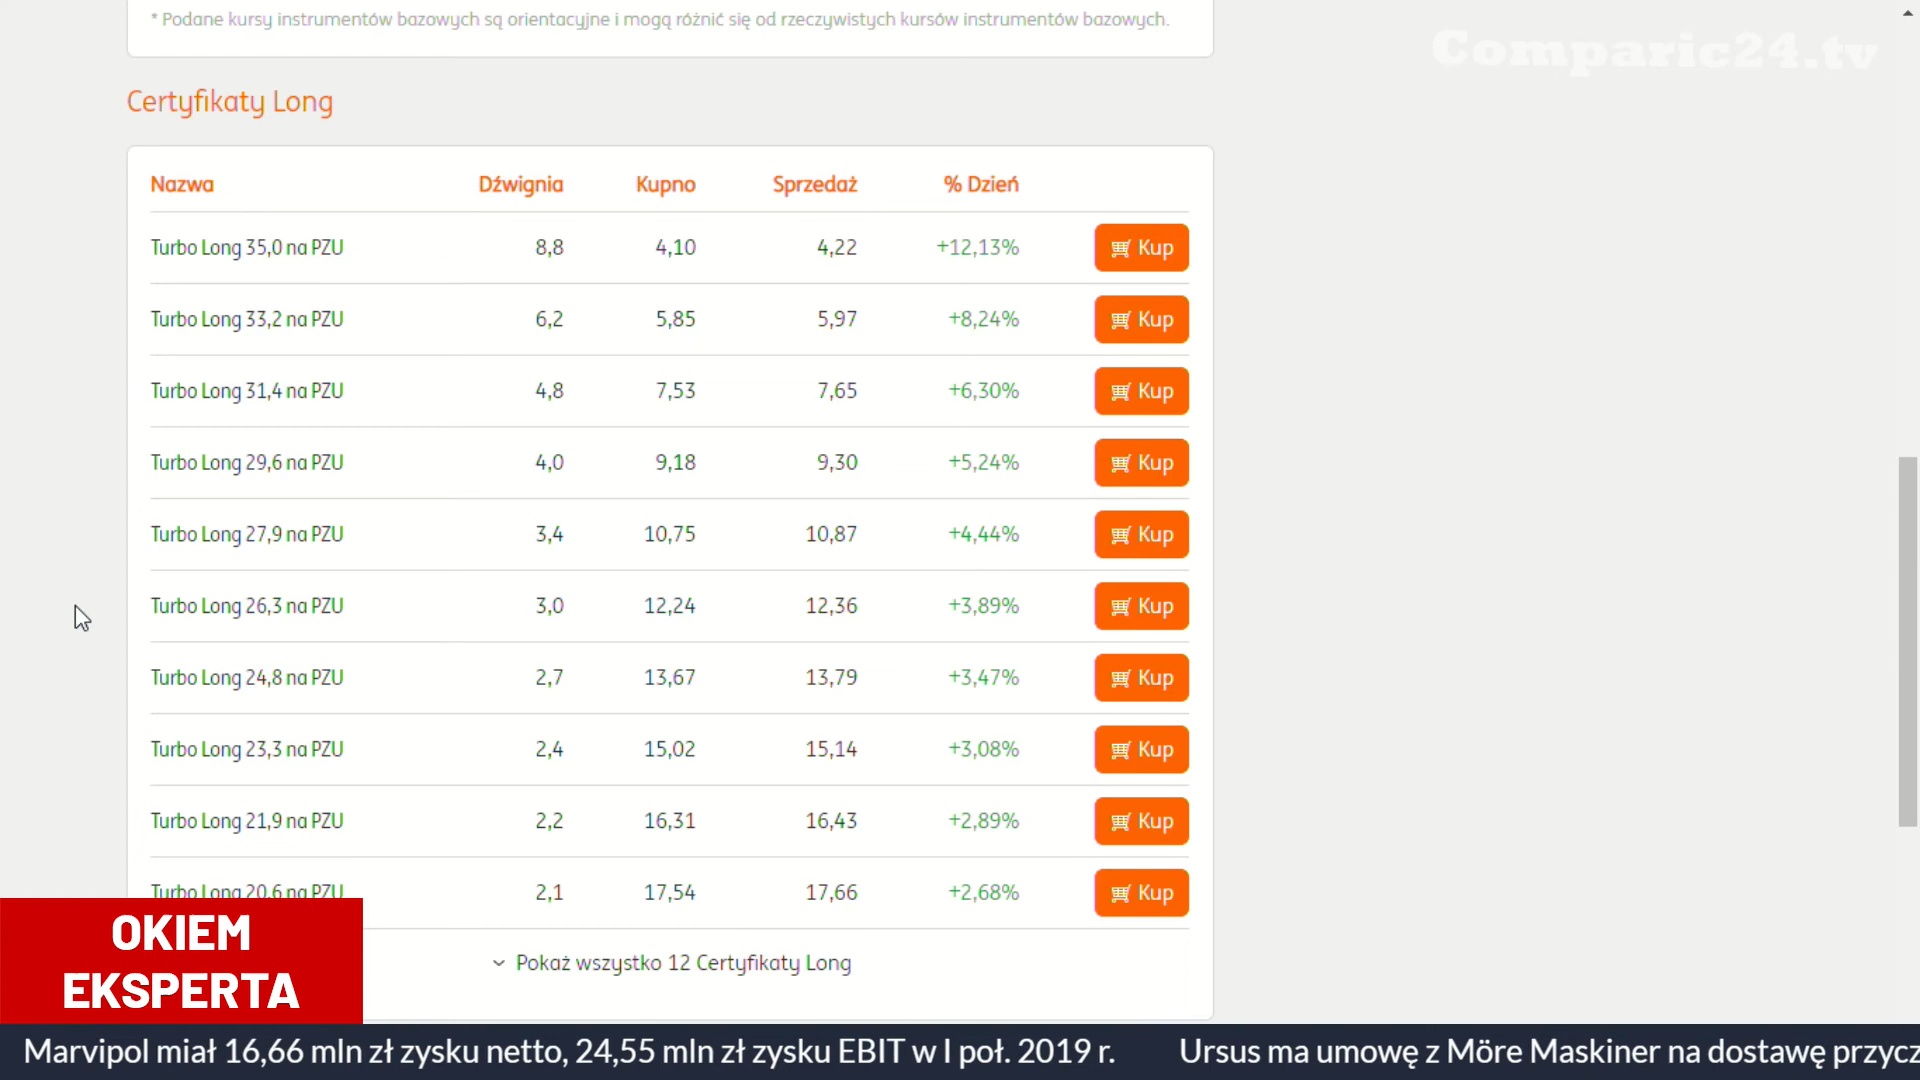 * Podane kursy instrumentów bazowych są orientacyjne i mogą różnić się od rzeczywistych kursów instrumentów bazowych.
Comparic24.tv
Certyfikaty Long
Nazwa Dźwignia Kupno Sprzedaż % Dzień
Turbo Long 35,0 na PZU 8,8 4,10 4,22 +12,13% Kup
Turbo Long 33,2 na PZU 6,2 5,85 5,97 +8,24% Kup
Turbo Long 31,4 na PZU 4,8 7,53 7,65 +6,30% Kup
Turbo Long 29,6 na PZU 4,0 9,18 9,30 +5,24% Kup
Turbo Long 27,9 na PZU 3,4 10,75 10,87 +4,44% Kup
Turbo Long 26,3 na PZU 3,0 12,24 12,36 +3,89% Kup
Turbo Long 24,8 na PZU 2,7 13,67 13,79 +3,47% Kup
Turbo Long 23,3 na PZU 2,4 15,02 15,14 +3,08% Kup
Turbo Long 21,9 na PZU 2,2 16,31 16,43 +2,89% Kup
Turbo Long 20,6 na PZU 2,1 17,54 17,66 +2,68% Kup
Pokaż wszystko 12 Certyfikaty Long
OKIEM
EKSPERTA
Marvipol miał 16,66 mln zł zysku netto, 24,55 mln zł zysku EBIT w I poł. 2019 r. Ursus ma umowę z Möre Maskiner na dostawę przycz